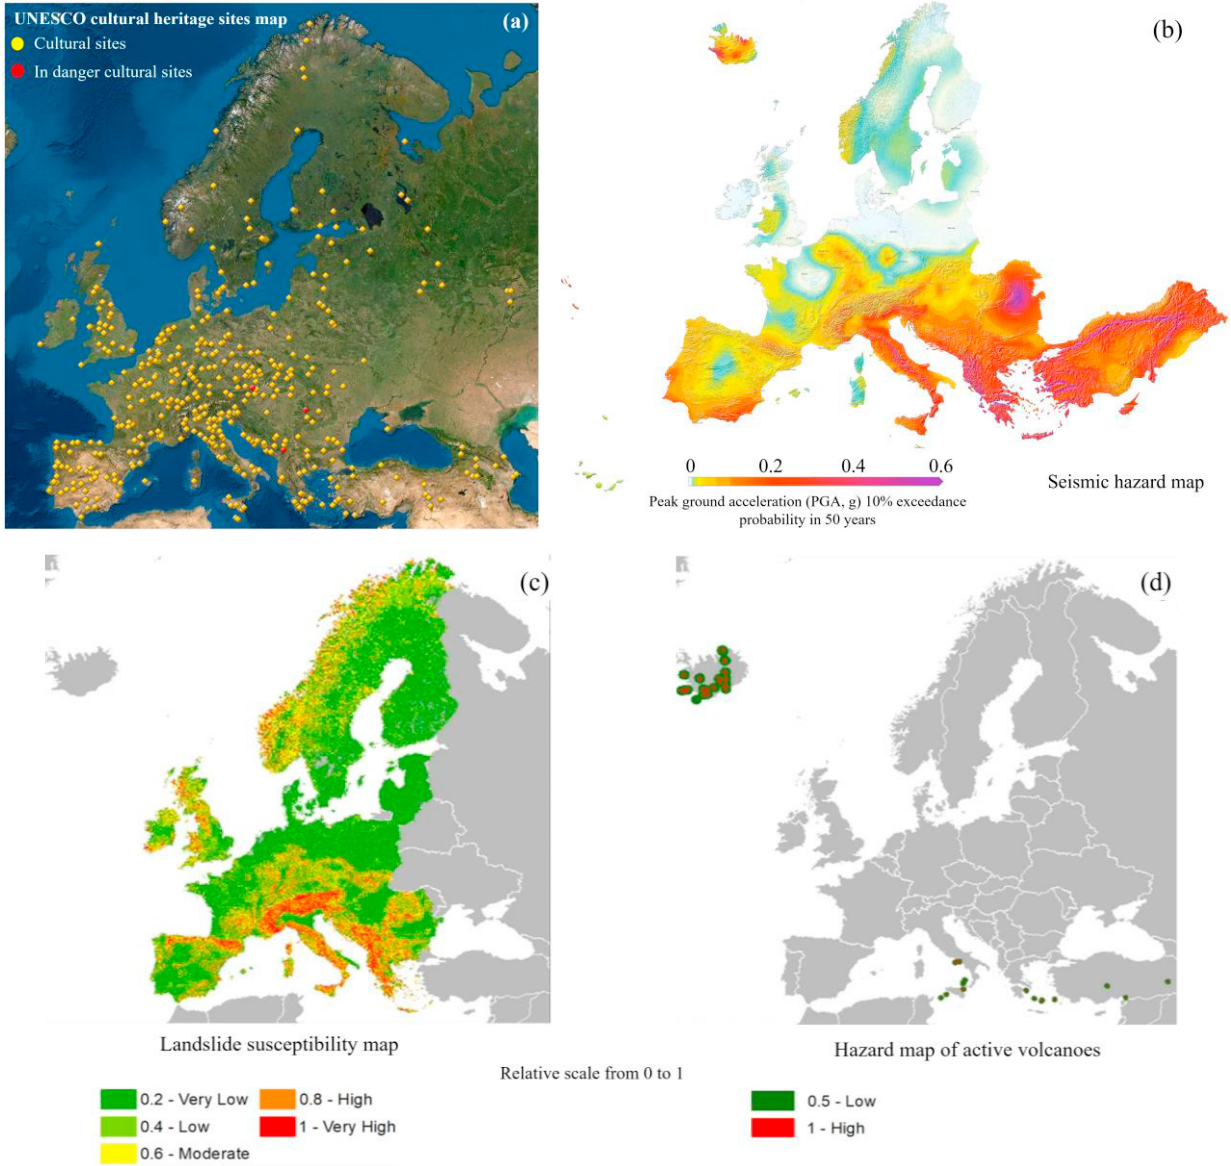 UNESCO cultural heritage sites map
(a)
Cultural sites
In danger cultural sites
(b)
0 0.2 0.4 0.6
Peak ground acceleration (PGA, g) 10% exceedance
probability in 50 years
Seismic hazard map
(c)
(d)
Landslide susceptibility map
Hazard map of active volcanoes
Relative scale from 0 to 1
0.2 - Very Low
0.8 - High
0.4 - Low
1 - Very High
0.6 - Moderate
0.5 - Low
1 - High